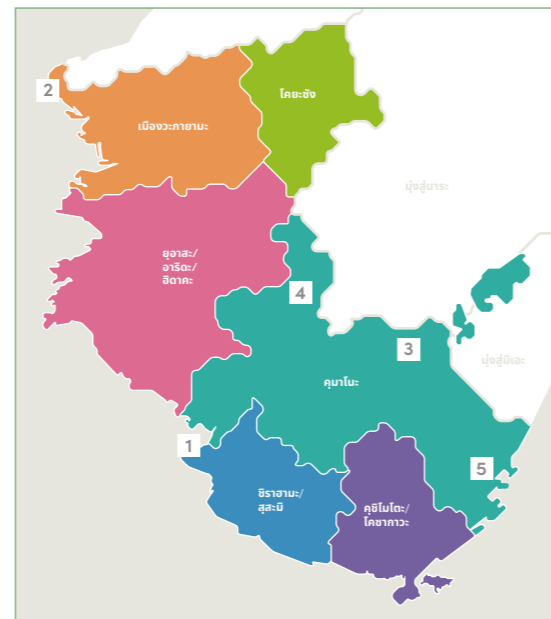 2
เมืองวะกายามะ
โคยะซัง
มุ่งสู่นาระ
ยุอาสะ/
อาริดะ/
ฮิดากะ
4
3
มุ่งสู่มิเอะ
คุมาโนะ
1
5
ชิราฮามะ/
สุสะมิ
คุชิโมโตะ/
โคซากาวะ